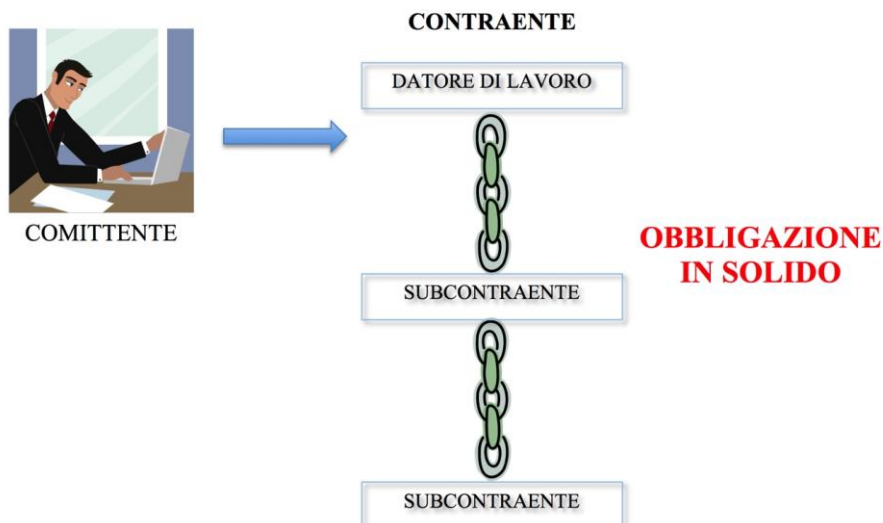 CONTRAENTE
DATORE DI LAVORO
COMITTENTE
OBBLIGAZIONE
IN SOLIDO
SUBCONTRAENTE
SUBCONTRAENTE